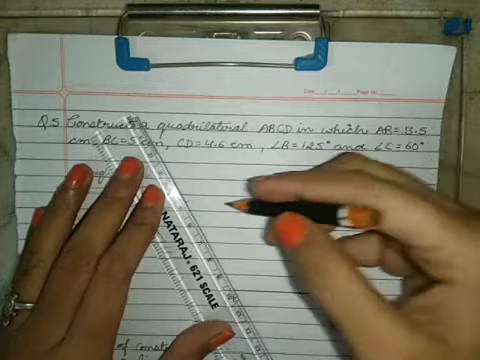 Date / / Page No.
Q.5 Construct a quadrilateral ABCD in which AB = 3.5
cm, BC = 5 cm, CD = 4.6 cm, ∠B = 125° and ∠C = 60°
NATARAJ 621 SCALE
of const